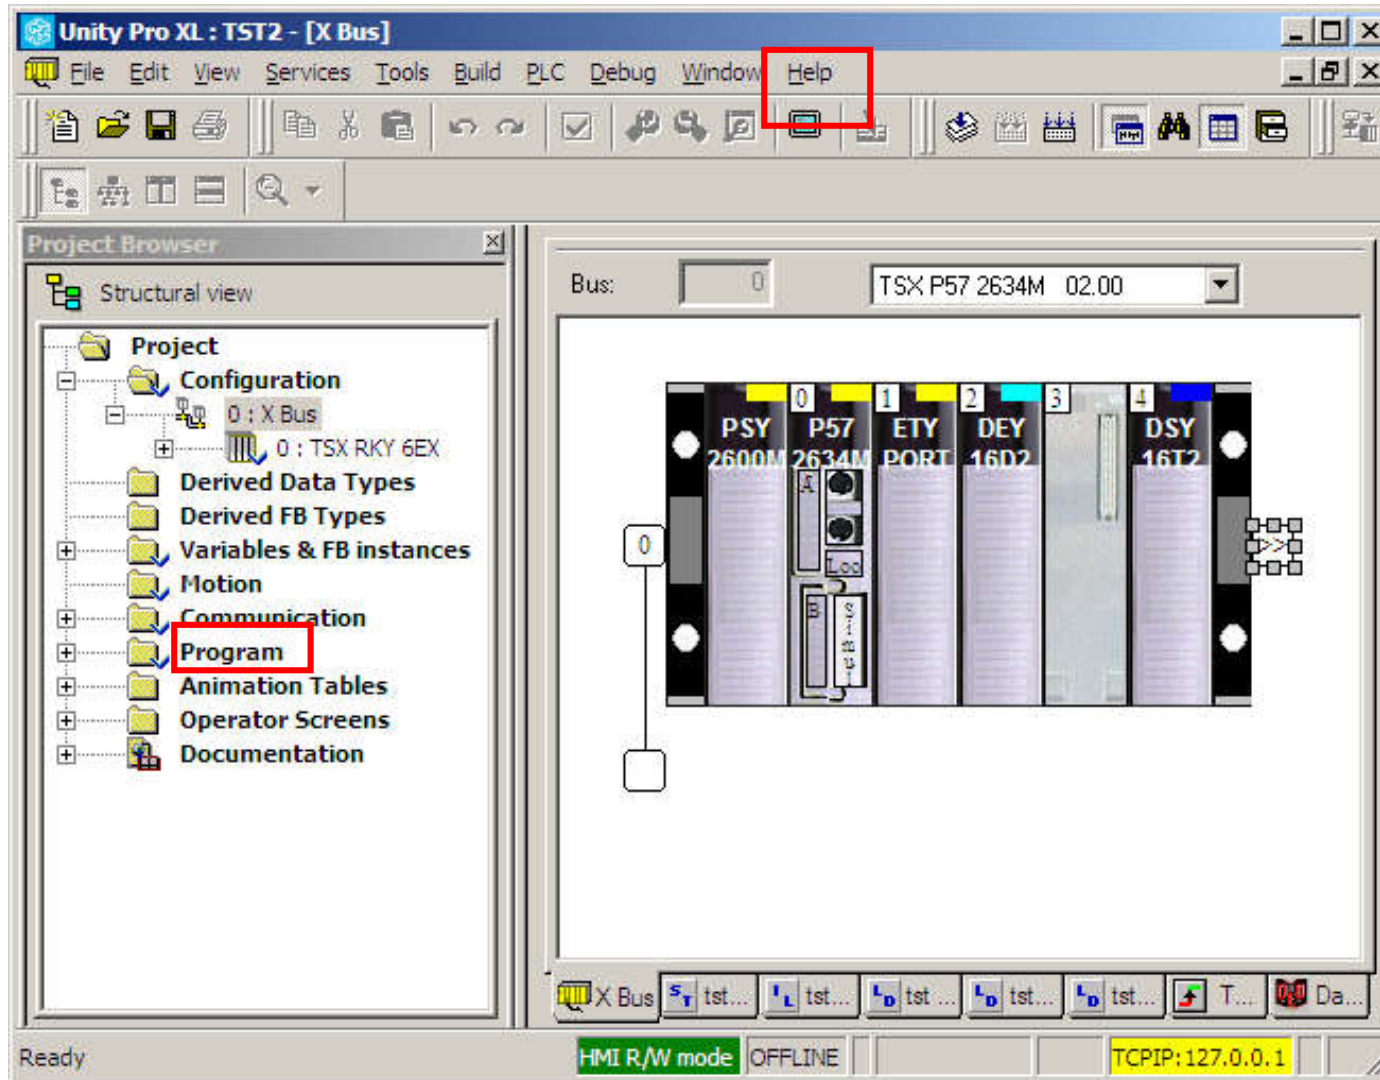 Unity Pro XL : TST2 - [X Bus]
File Edit View Services Tools Build PLC Debug Window Help
Project Browser
Structural view
Project
Configuration
0 : X Bus
0 : TSX RKY 6EX
Derived Data Types
Derived FB Types
Variables & FB instances
Motion
Communication
Program
Animation Tables
Operator Screens
Documentation
Bus: 0 TSX P57 2634M 02.00
0 1 2 3 4
PSY P57 ETY DEY DSY
2600M 2634M PORT 16D2 16T2
A
0
Loo
B
Simu
>>
X Bus tst... tst... tst ... tst... tst... T... Da...
Ready HMI R/W mode OFFLINE TCPIP:127.0.0.1